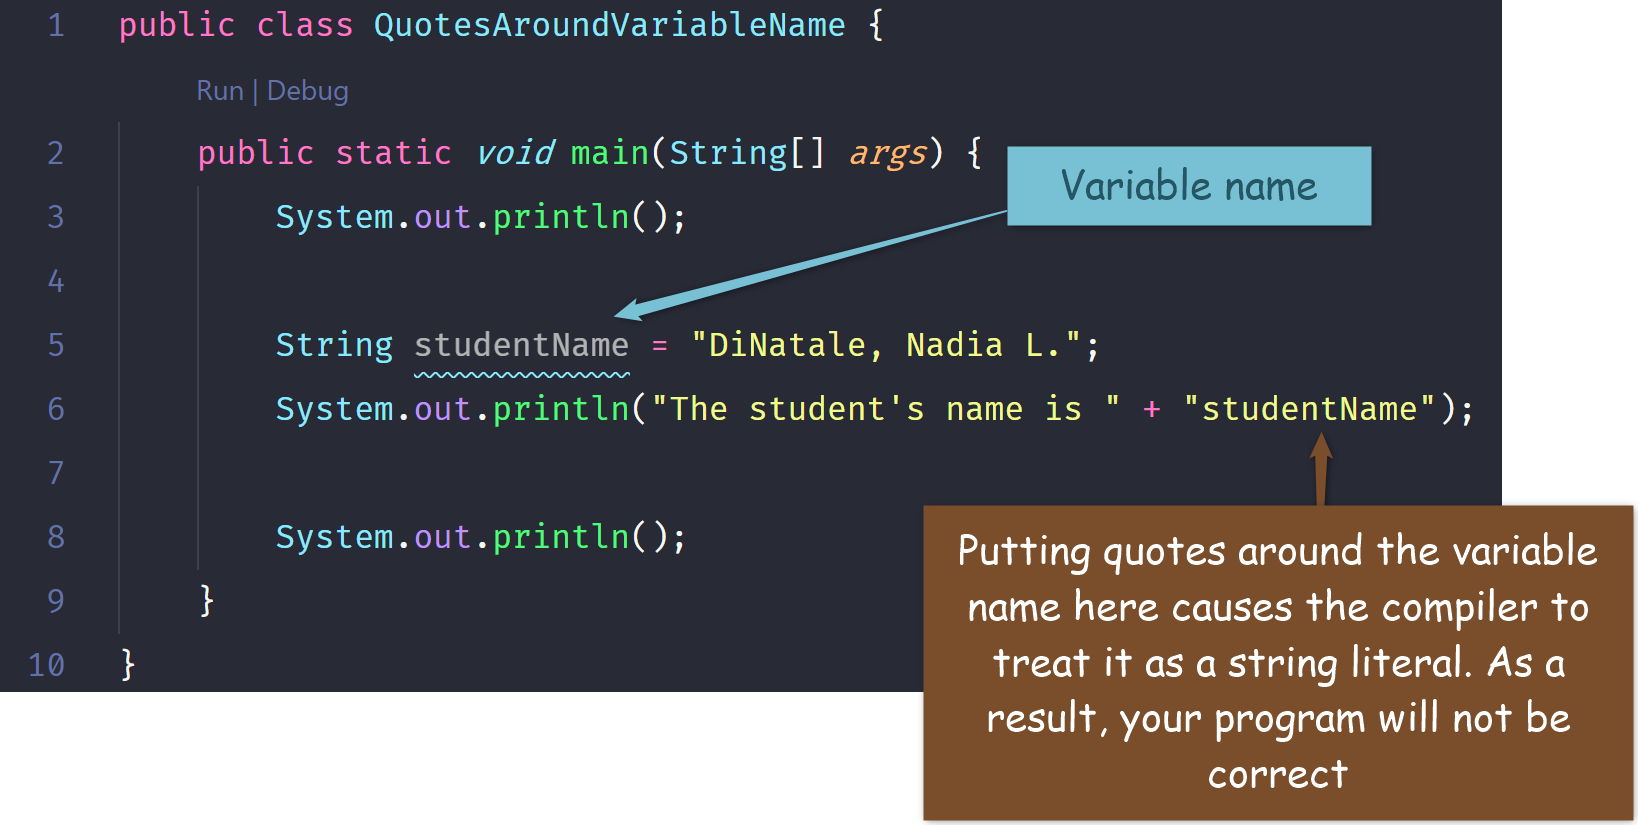 1 public class QuotesAroundVariableName {
Run | Debug
2 public static void main(String[] args) {
Variable name
3 System.out.println();
4
5 String studentName = "DiNatale, Nadia L.";
6 System.out.println("The student's name is " + "studentName");
7
8 System.out.println();
9 }
10 }
Putting quotes around the variable
name here causes the compiler to
treat it as a string literal. As a
result, your program will not be
correct